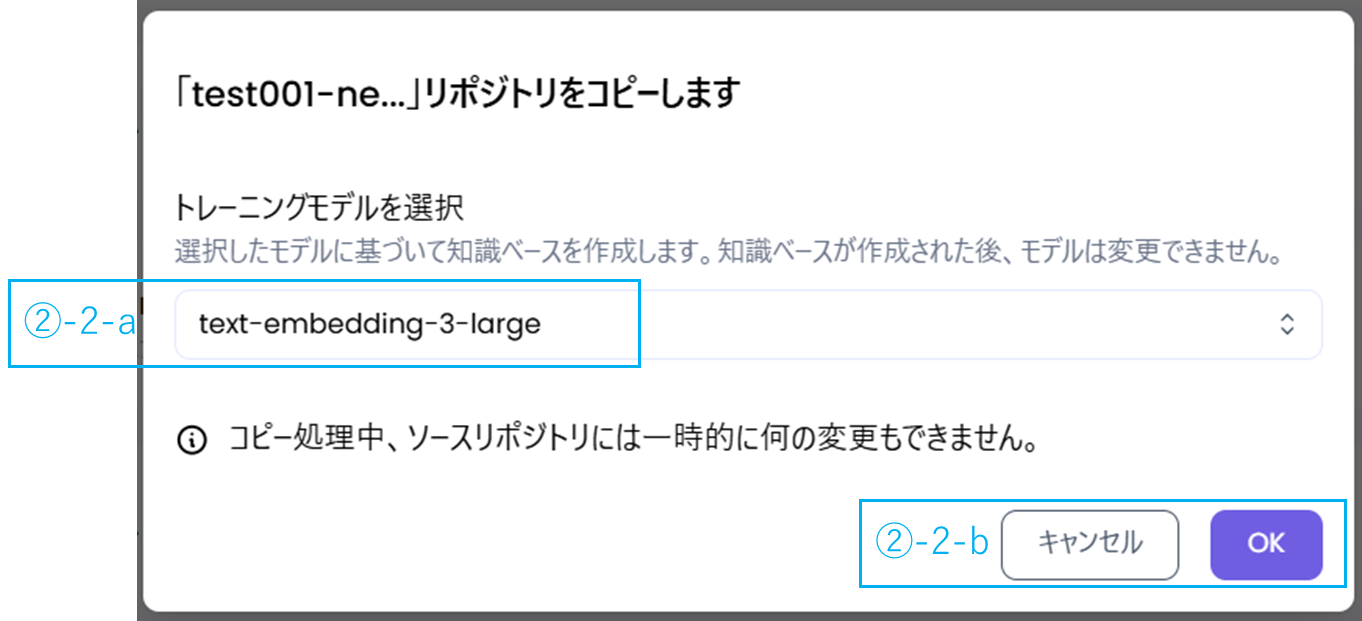 「test001-ne...」リポジトリをコピーします
トレーニングモデルを選択
選択したモデルに基づいて知識ベースを作成します。知識ベースが作成された後、モデルは変更できません。
②-2-a
text-embedding-3-large
コピー処理中、ソースリポジトリには一時的に何の変更もできません。
②-2-b キャンセル OK